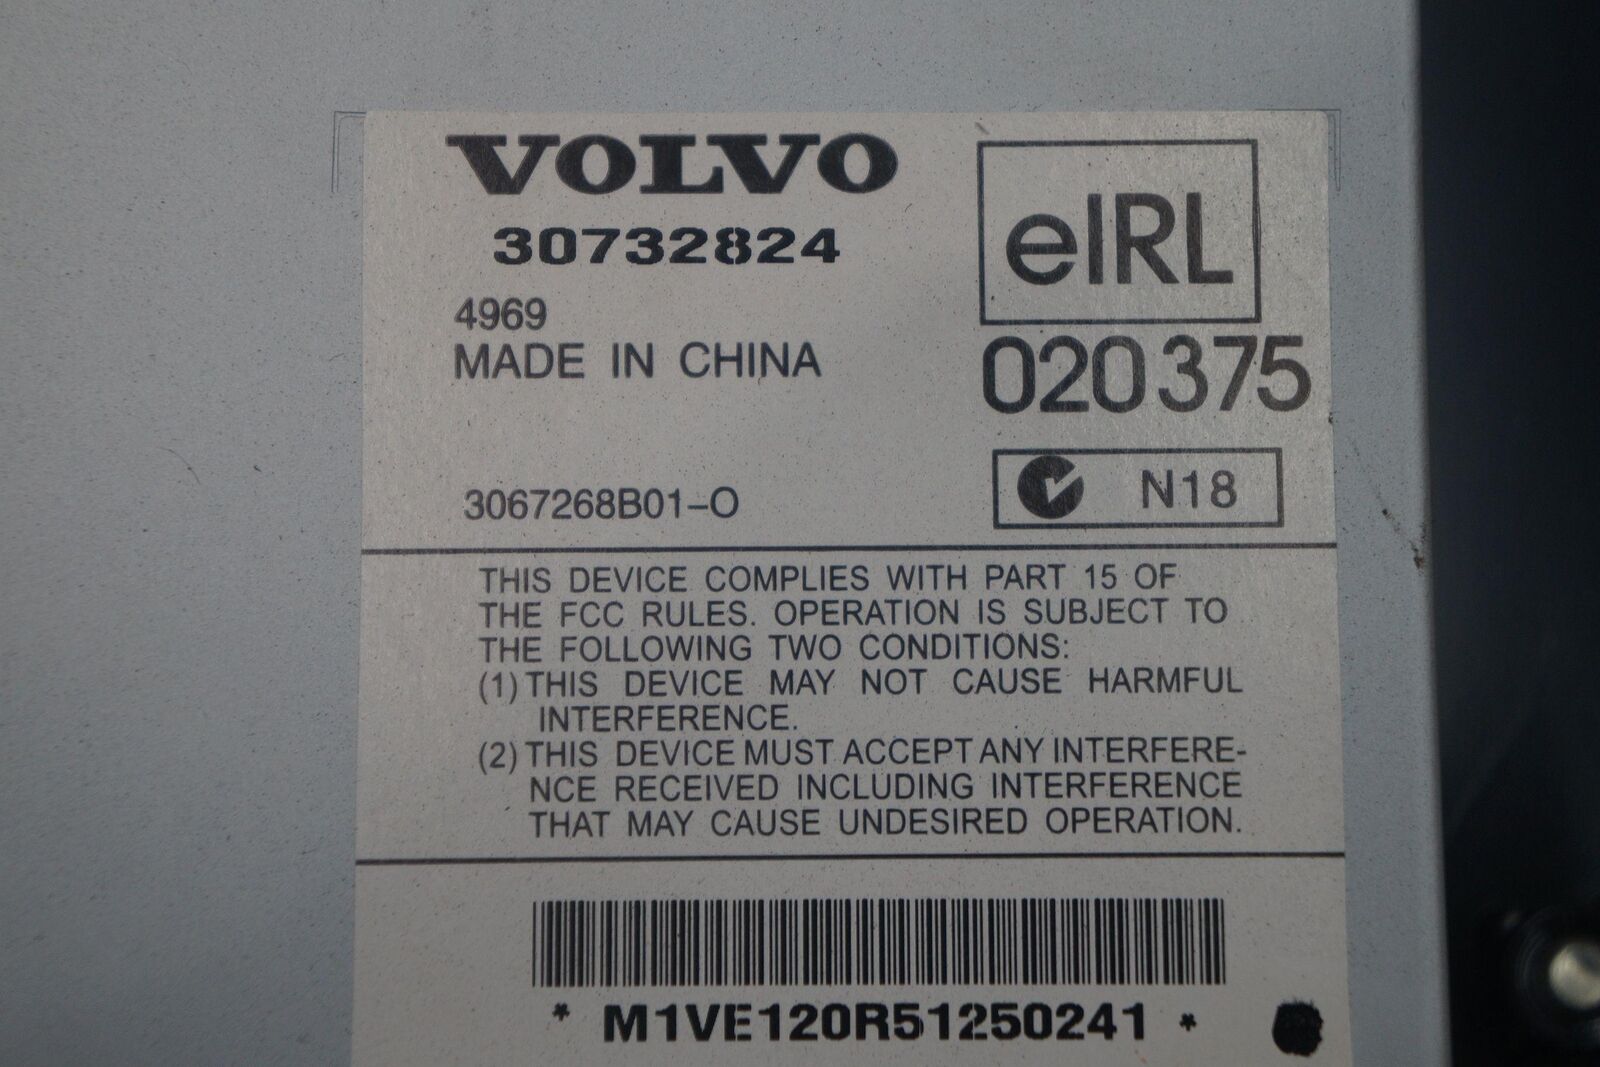 VOLVO
30732824
4969
MADE IN CHINA
eIRL
020375
3067268B01-O
N18
THIS DEVICE COMPLIES WITH PART 15 OF
THE FCC RULES. OPERATION IS SUBJECT TO
THE FOLLOWING TWO CONDITIONS:
(1) THIS DEVICE MAY NOT CAUSE HARMFUL
INTERFERENCE.
(2) THIS DEVICE MUST ACCEPT ANY INTERFERE-
NCE RECEIVED INCLUDING INTERFERENCE
THAT MAY CAUSE UNDESIRED OPERATION.
* M1VE120R51250241 *